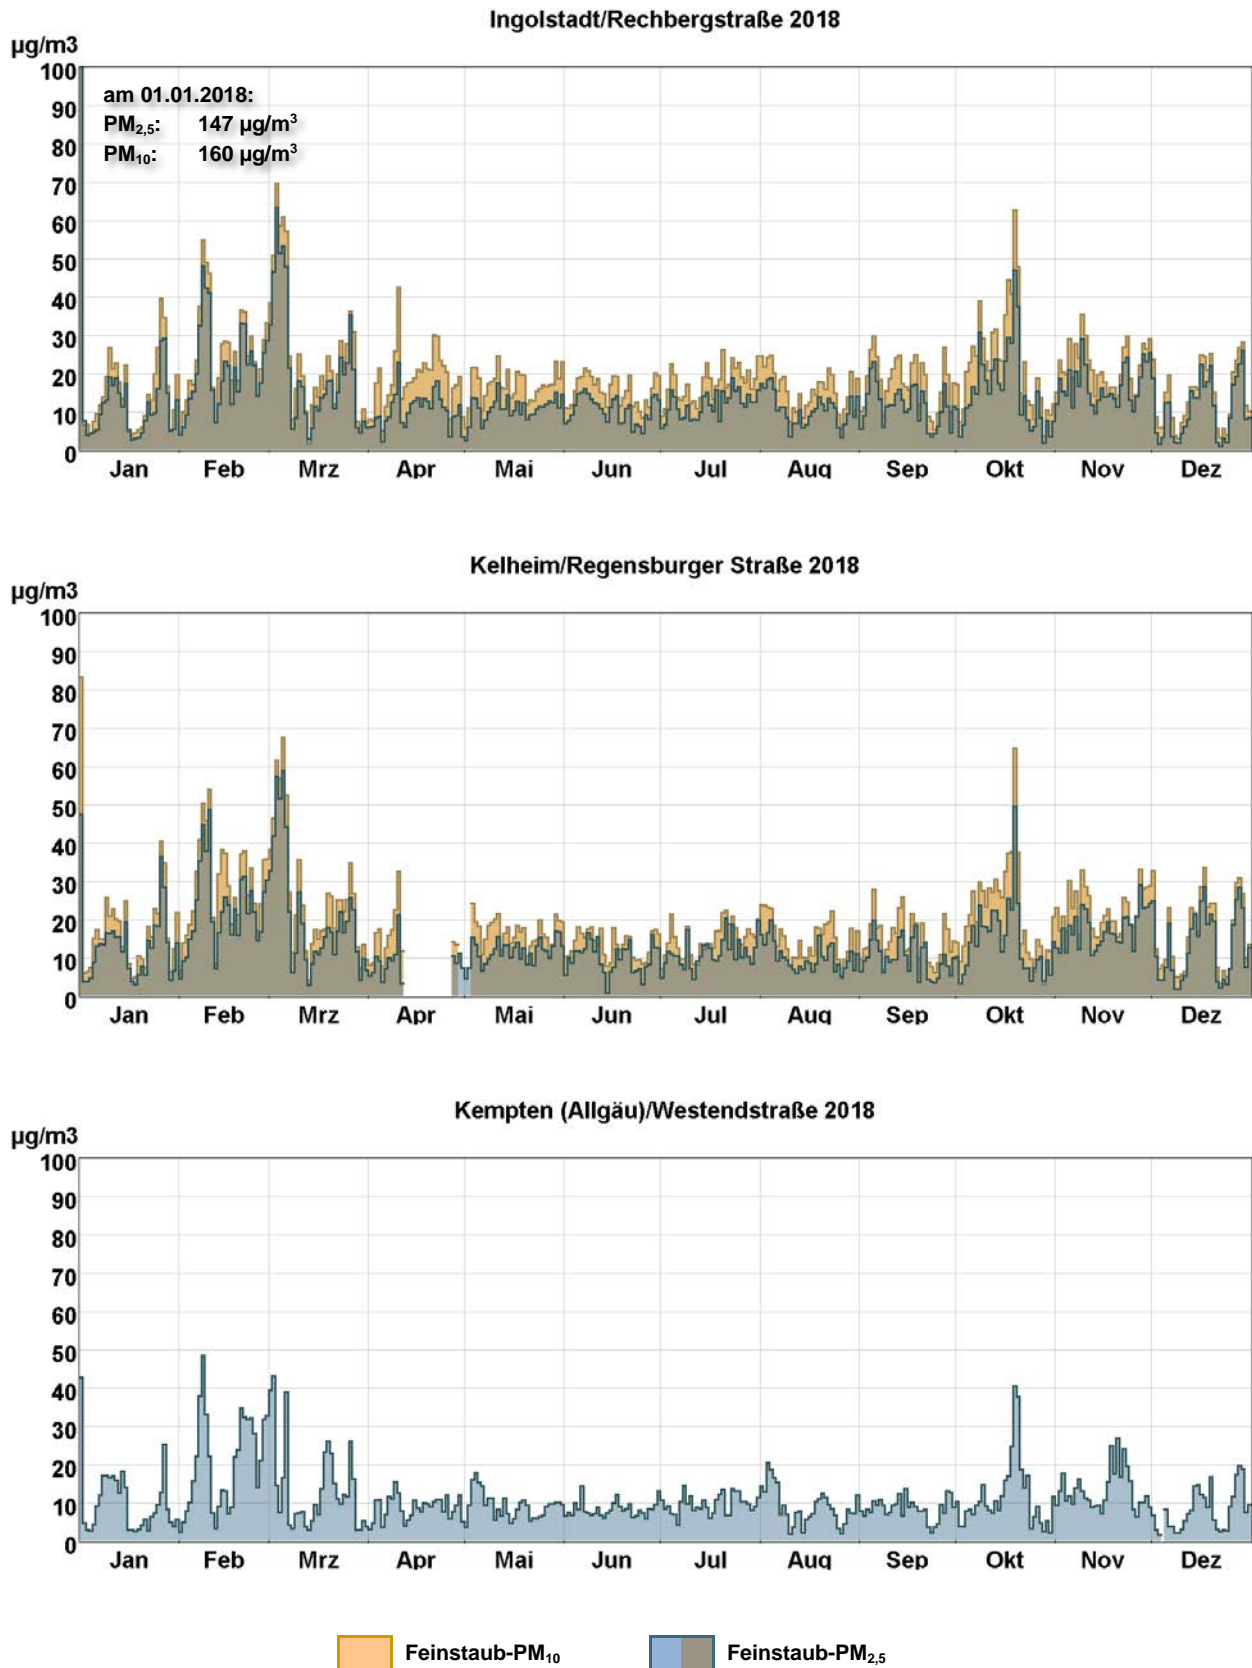 Ingolstadt/Rechbergstraße 2018
µg/m3
100
90
80
70
60
50
40
30
20
10
0
am 01.01.2018:
PM2,5: 147 µg/m³
PM10: 160 µg/m³
Jan Feb Mrz Apr Mai Jun Jul Aug Sep Okt Nov Dez
Kelheim/Regensburger Straße 2018
µg/m3
100
90
80
70
60
50
40
30
20
10
0
Jan Feb Mrz Apr Mai Jun Jul Aug Sep Okt Nov Dez
Kempten (Allgäu)/Westendstraße 2018
µg/m3
100
90
80
70
60
50
40
30
20
10
0
Jan Feb Mrz Apr Mai Jun Jul Aug Sep Okt Nov Dez
Feinstaub-PM10 Feinstaub-PM2,5